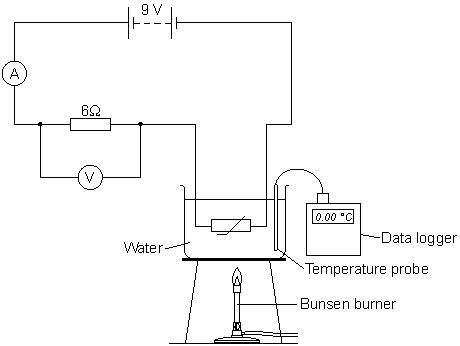 9 V
A
6Ω
V
0.00 °C
Water
Data logger
Temperature probe
Bunsen burner